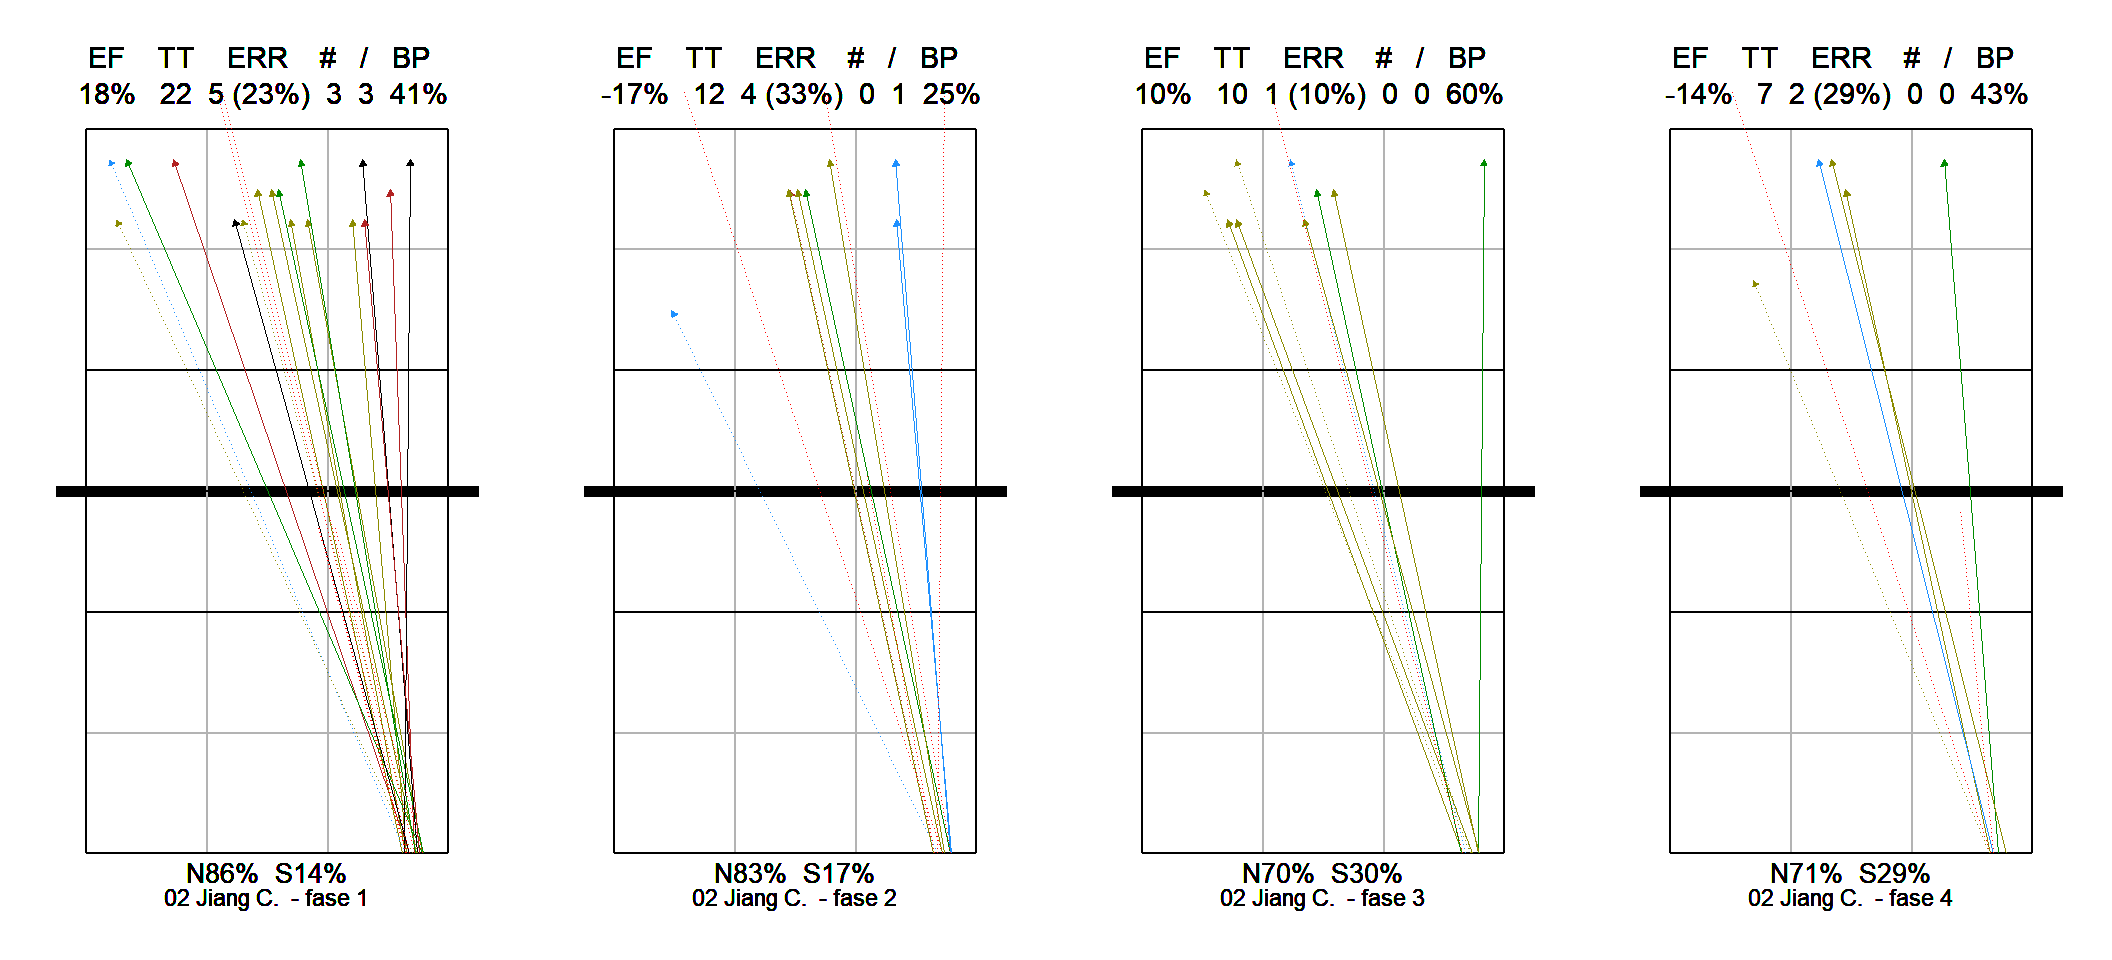 EF TT ERR # / BP
18% 22 5 (23%) 3 3 41%
N86% S14%
02 Jiang C. - fase 1
EF TT ERR # / BP
-17% 12 4 (33%) 0 1 25%
N83% S17%
02 Jiang C. - fase 2
EF TT ERR # / BP
10% 10 1 (10%) 0 0 60%
N70% S30%
02 Jiang C. - fase 3
EF TT ERR # / BP
-14% 7 2 (29%) 0 0 43%
N71% S29%
02 Jiang C. - fase 4